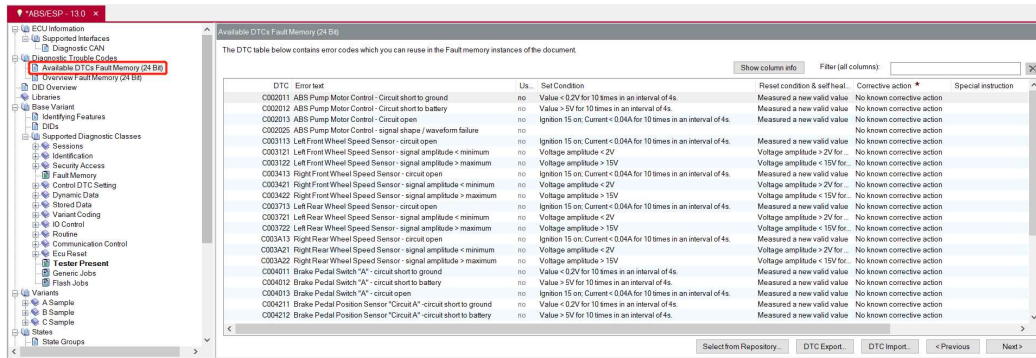 *ABS/ESP - 13.0 ×
ECU Information
Supported Interfaces
Diagnostic CAN
Diagnostic Trouble Codes
Available DTCs Fault Memory (24 Bit)
Overview Fault Memory (24 Bit)
DID Overview
Libraries
Base Variant
Identifying Features
DIDs
Supported Diagnostic Classes
Sessions
Identification
Security Access
Fault Memory
Control DTC Setting
Dynamic Data
Stored Data
Variant Coding
IO Control
Routine
Communication Control
Ecu Reset
Tester Present
Generic Jobs
Flash Jobs
Variants
A Sample
B Sample
C Sample
States
State Groups
Available DTCs Fault Memory (24 Bit)
The DTC table below contains error codes which you can reuse in the Fault memory instances of the document.
Show column info Filter (all columns):
DTC Error text Us... Set Condition Reset condition & self heal... Corrective action * Special instruction
C002011 ABS Pump Motor Control - Circuit short to ground no Value < 0,2V for 10 times in an interval of 4s. Measured a new valid value No known corrective action
C002012 ABS Pump Motor Control - Circuit short to battery no Value > 5V for 10 times in an interval of 4s. Measured a new valid value No known corrective action
C002013 ABS Pump Motor Control - Circuit open no Ignition 15 on; Current < 0,04A for 10 times in an interval of 4s. Measured a new valid value No known corrective action
C002025 ABS Pump Motor Control - signal shape / waveform failure no No known corrective action
C003113 Left Front Wheel Speed Sensor - circuit open no Ignition 15 on; Current < 0,04A for 10 times in an interval of 4s. Measured a new valid value No known corrective action
C003121 Left Front Wheel Speed Sensor - signal amplitude < minimum no Voltage amplitude < 2V Voltage amplitude > 2V for... No known corrective action
C003122 Left Front Wheel Speed Sensor - signal amplitude > maximum no Voltage amplitude > 15V Voltage amplitude < 15V for... No known corrective action
C003413 Right Front Wheel Speed Sensor - circuit open no Ignition 15 on; Current < 0,04A for 10 times in an interval of 4s. Measured a new valid value No known corrective action
C003421 Right Front Wheel Speed Sensor - signal amplitude < minimum no Voltage amplitude < 2V Voltage amplitude > 2V for... No known corrective action
C003422 Right Front Wheel Speed Sensor - signal amplitude > maximum no Voltage amplitude > 15V Voltage amplitude < 15V for... No known corrective action
C003713 Left Rear Wheel Speed Sensor - circuit open no Ignition 15 on; Current < 0,04A for 10 times in an interval of 4s. Measured a new valid value No known corrective action
C003721 Left Rear Wheel Speed Sensor - signal amplitude < minimum no Voltage amplitude < 2V Voltage amplitude > 2V for... No known corrective action
C003722 Left Rear Wheel Speed Sensor - signal amplitude > maximum no Voltage amplitude > 15V Voltage amplitude < 15V for... No known corrective action
C003A13 Right Rear Wheel Speed Sensor - circuit open no Ignition 15 on; Current < 0,04A for 10 times in an interval of 4s. Measured a new valid value No known corrective action
C003A21 Right Rear Wheel Speed Sensor - signal amplitude < maximum no Voltage amplitude < 2V Voltage amplitude > 2V for... No known corrective action
C003A22 Right Rear Wheel Speed Sensor - signal amplitude > maximum no Voltage amplitude > 15V Voltage amplitude < 15V for... No known corrective action
C004011 Brake Pedal Switch "A" - circuit short to ground no Value < 0,2V for 10 times in an interval of 4s. Measured a new valid value No known corrective action
C004012 Brake Pedal Switch "A" - circuit short to battery no Value > 5V for 10 times in an interval of 4s. Measured a new valid value No known corrective action
C004013 Brake Pedal Switch "A" - circuit open no Ignition 15 on; Current < 0,04A for 10 times in an interval of 4s. Measured a new valid value No known corrective action
C004211 Brake Pedal Position Sensor "Circuit A" -circuit short to ground no Value < 0,2V for 10 times in an interval of 4s. Measured a new valid value No known corrective action
C004212 Brake Pedal Position Sensor "Circuit A" -circuit short to battery no Value > 5V for 10 times in an interval of 4s. Measured a new valid value No known corrective action
Select from Repository... DTC Export... DTC Import... < Previous Next >